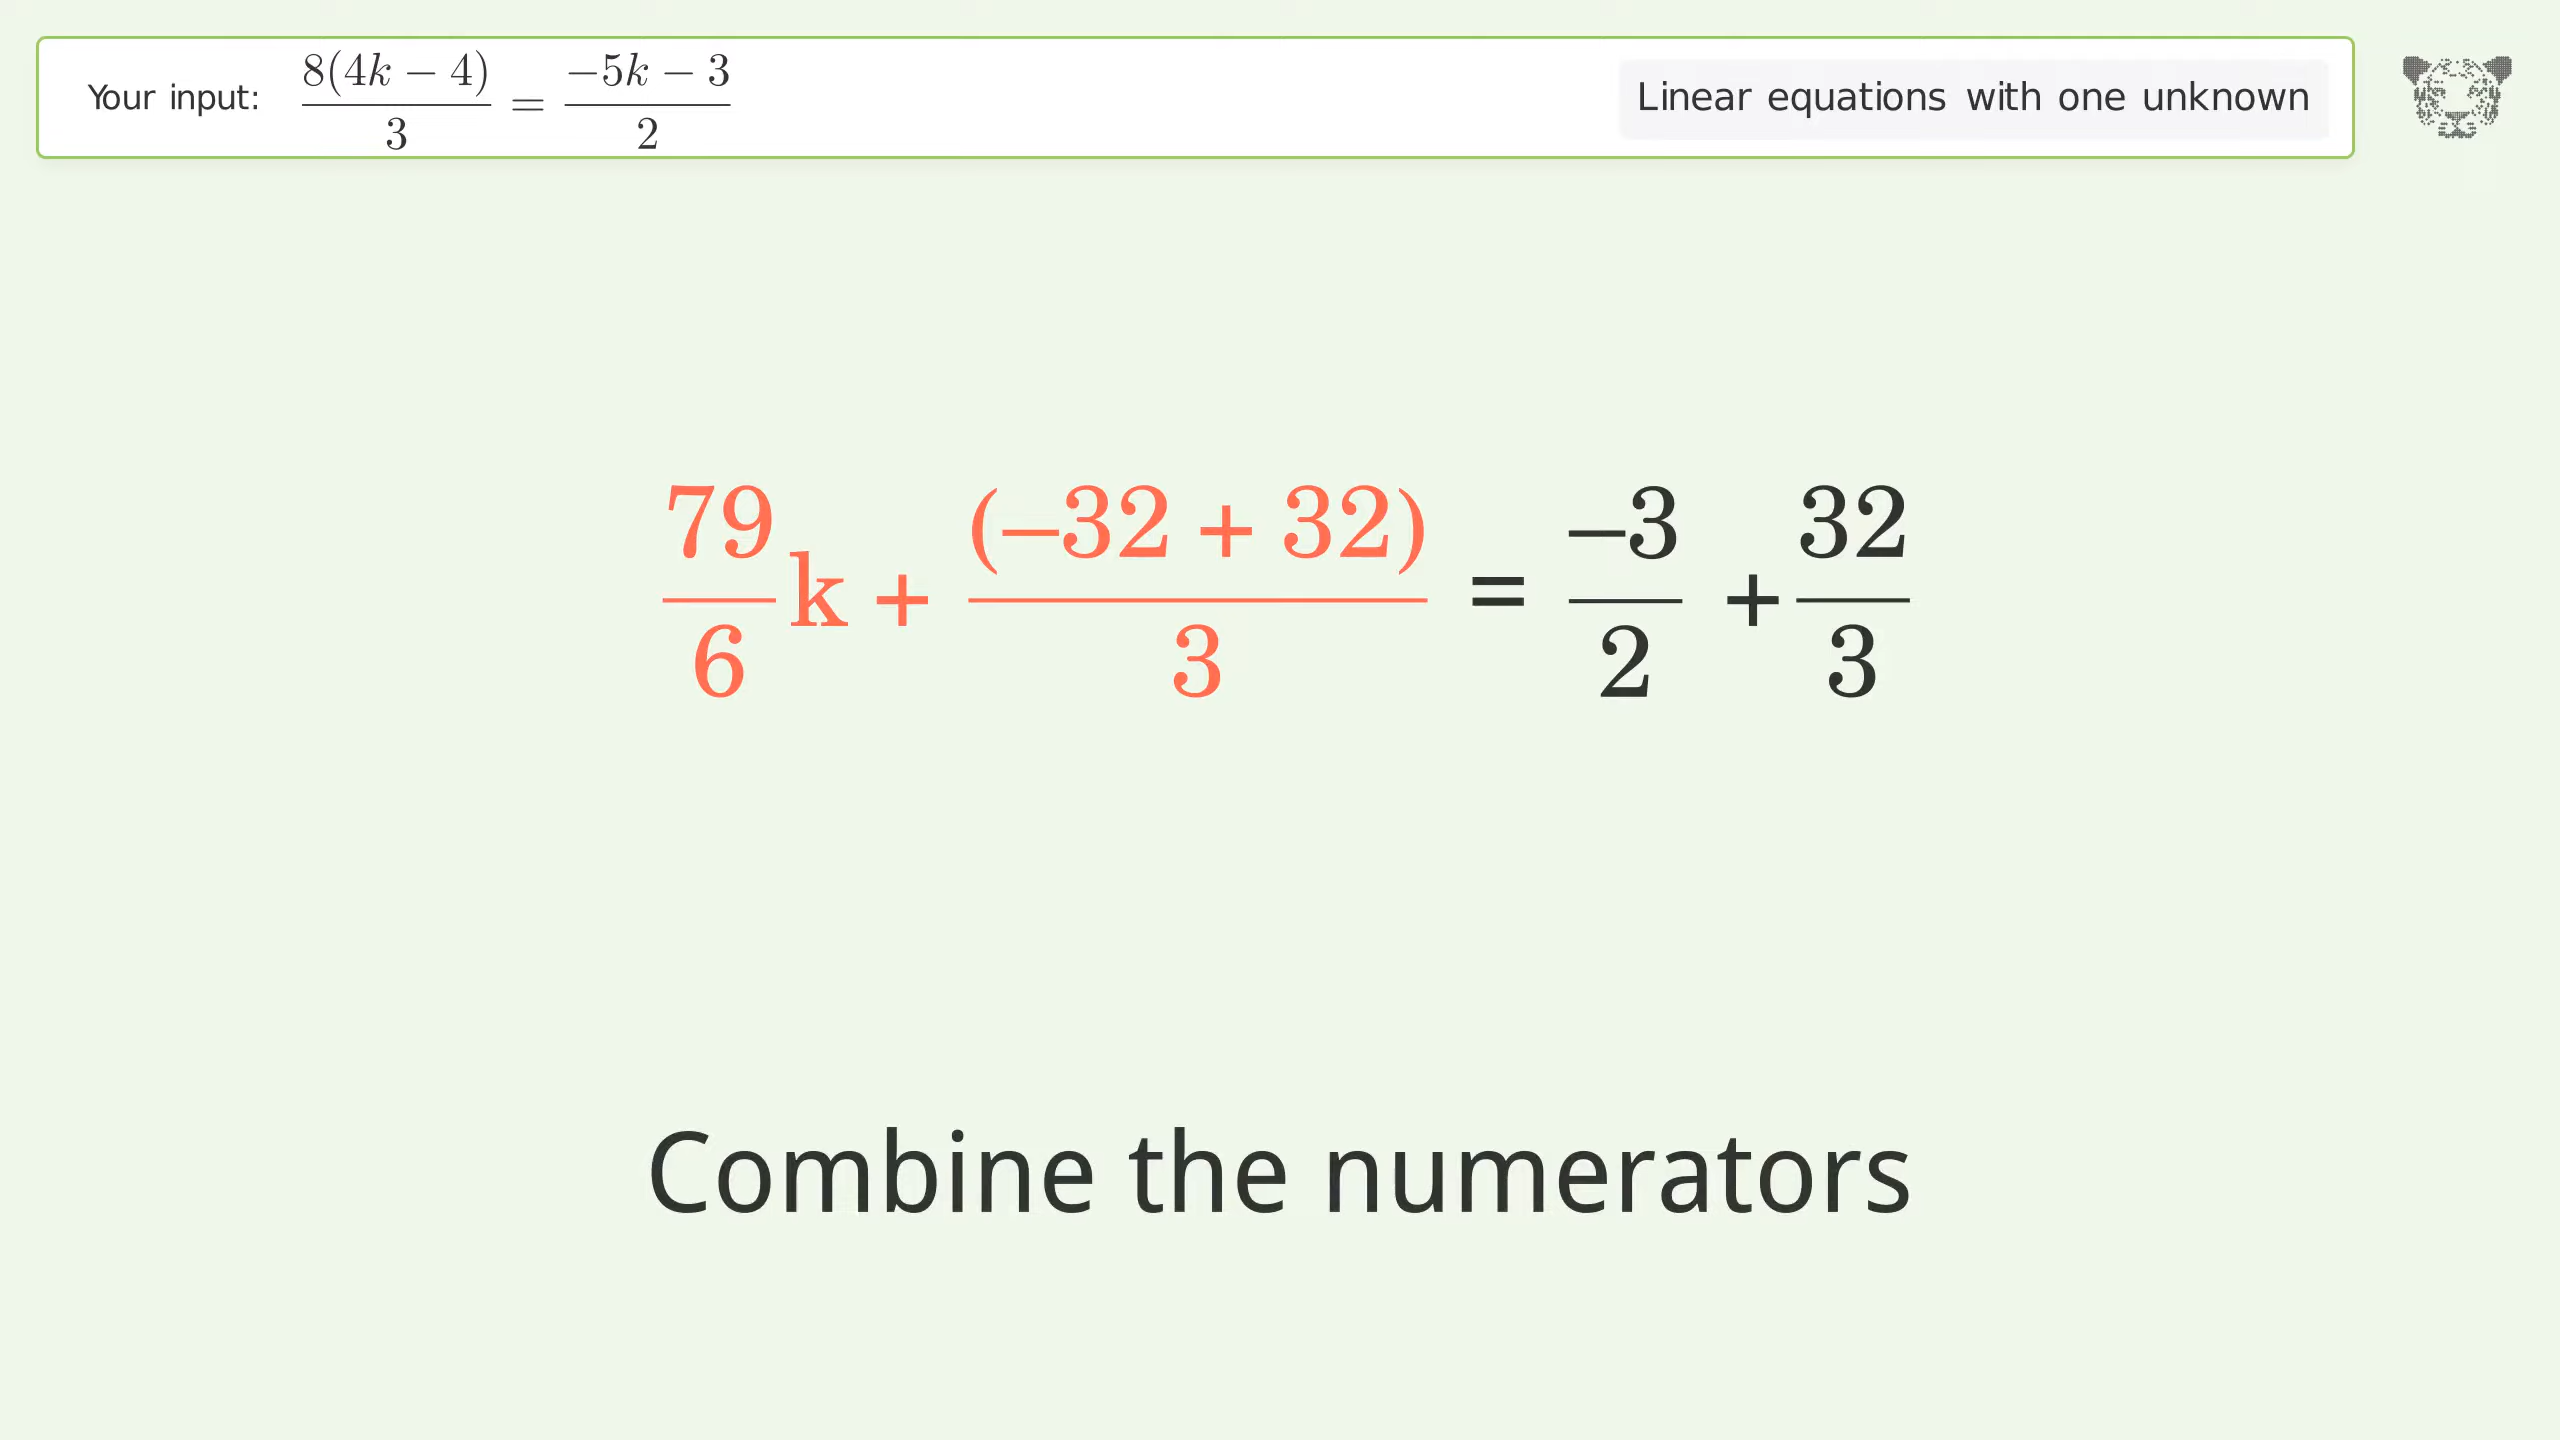 Your input: 8(4k − 4)/3 = −5k − 3/2
Linear equations with one unknown
79/6 k + (−32 + 32)/3 = −3/2 + 32/3
Combine the numerators